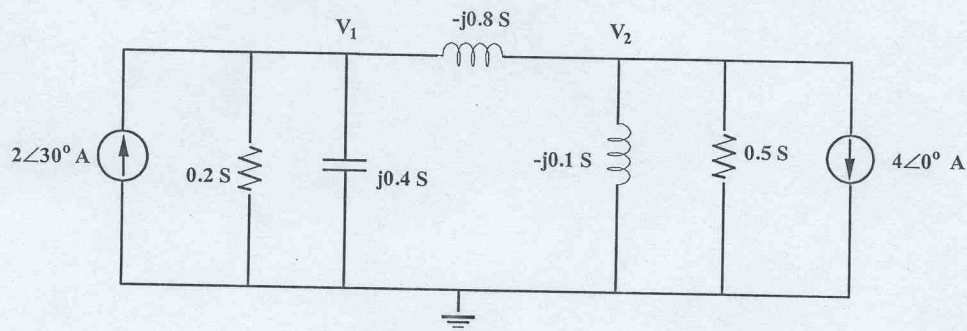 -j0.8 S
V₁
V₂
2∠30° A
0.2 S
j0.4 S
-j0.1 S
0.5 S
4∠0° A